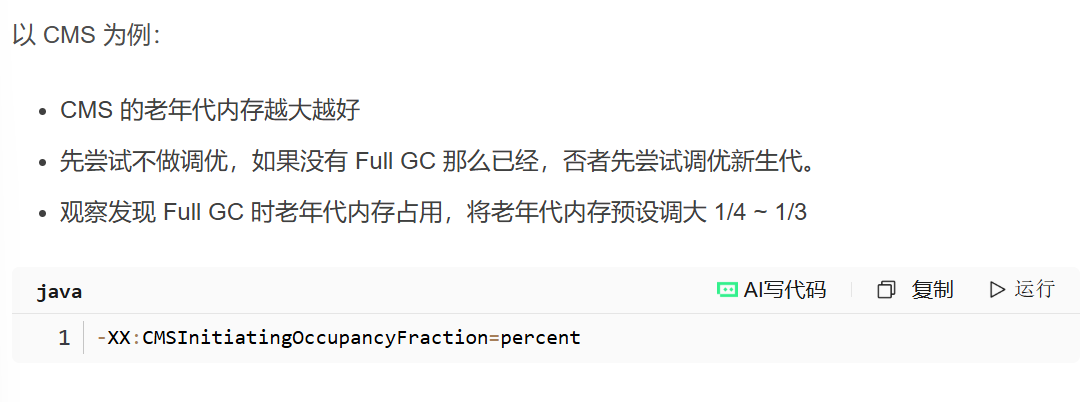 以 CMS 为例：
CMS 的老年代内存越大越好
先尝试不做调优，如果没有 Full GC 那么已经，否者先尝试调优新生代。
观察发现 Full GC 时老年代内存占用，将老年代内存预设调大 1/4 ~ 1/3
java AI写代码 复制 运行
1 -XX:CMSInitiatingOccupancyFraction=percent